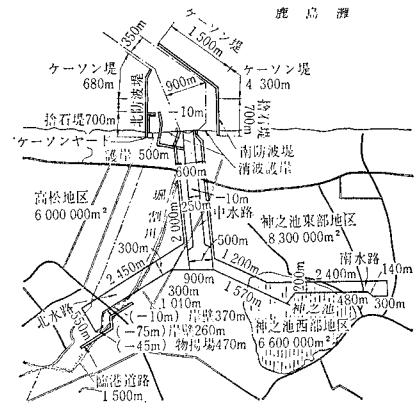 鹿島灘
350m
ケーソン堤
1500m
ケーソン堤
680m
900m
ケーソン堤
4 300m
捨石堤700m
北防波堤
-10m
捨石堤
700m
ケーソンヤード
護岸 500m
南防波堤
消波護岸
600m
高松地区
6 000 000m²
堀割川
2 000m
250m
-10m
中水路
神之池東部地区
8 300 000m²
300m
500m
南水路
2 450m
1 200m
200m
2 400m
140m
900m
北水路
300m
1 010m
1 570m
神之池
480m
300m
550m
(-10m) 岸壁370m
(-75m) 岸壁260m
(-45m) 物揚場470m
神之池西部地区
6 600 000m²
臨港道路
1 500m